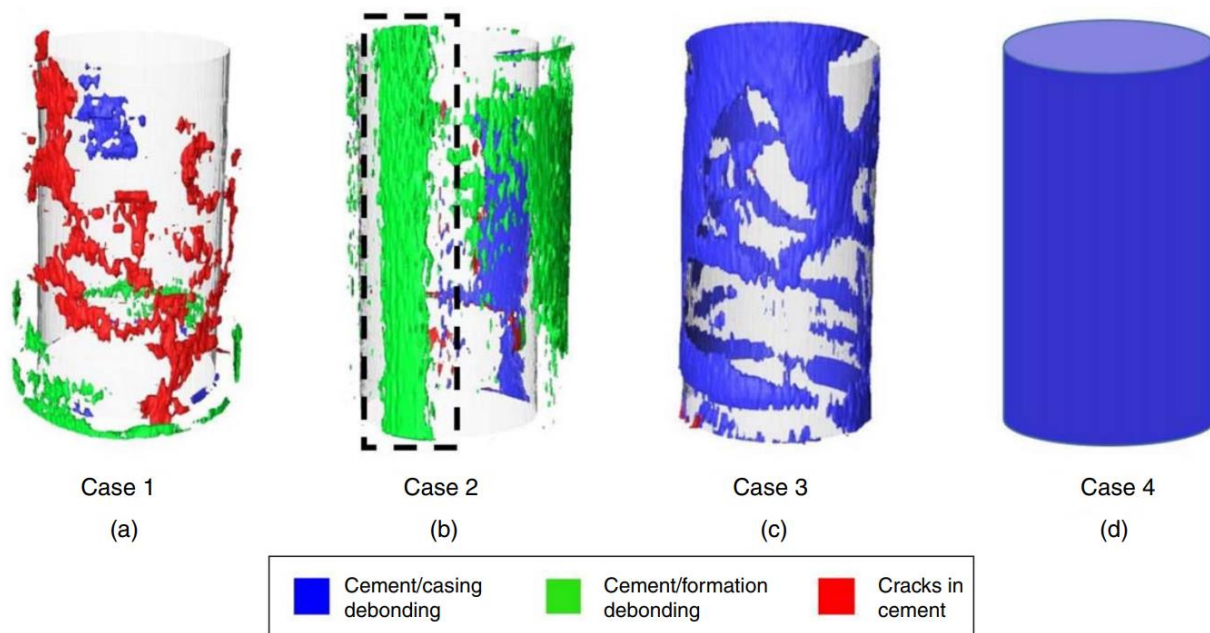 Case 1
Case 2
Case 3
Case 4
(a)
(b)
(c)
(d)
Cement/casing
debonding
Cement/formation
debonding
Cracks in
cement